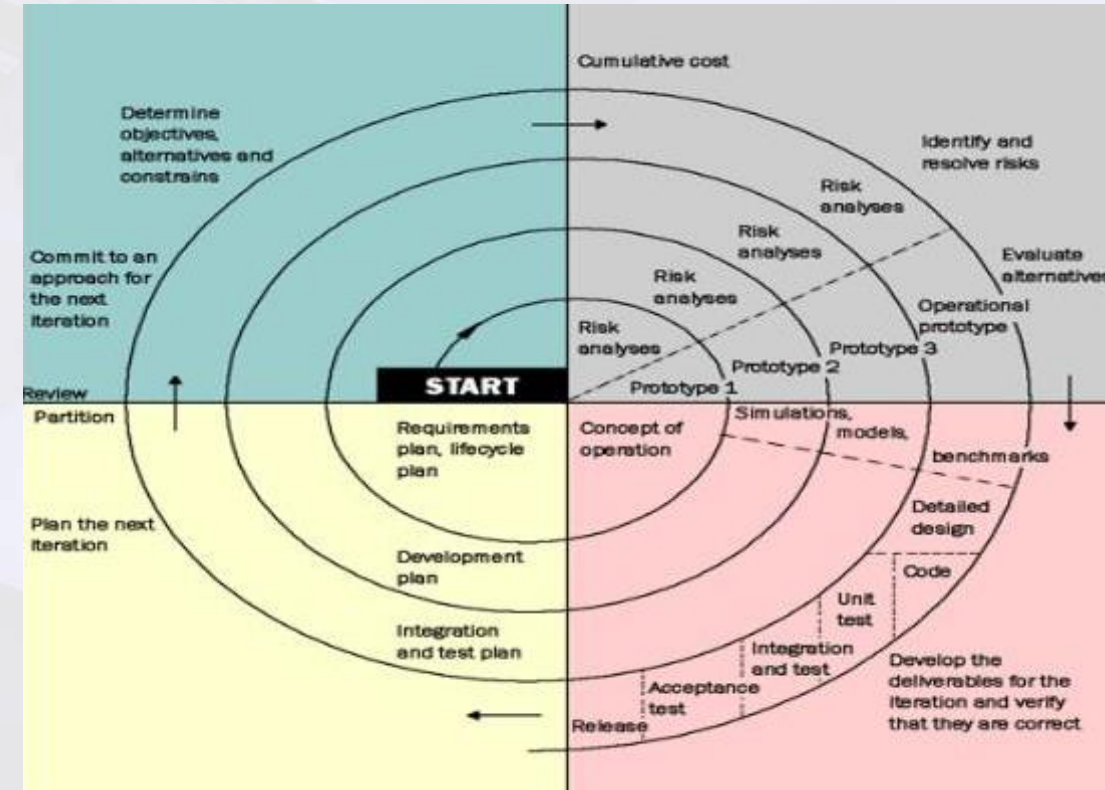 Cumulative cost
Determine
objectives,
alternatives and
constrains
Identify and
resolve risks
Risk
analyses
Risk
analyses
Risk
analyses
Risk
analyses
Commit to an
approach for
the next
iteration
Evaluate
alternatives
Operational
prototype
Prototype 3
Prototype 2
Prototype 1
START
Review
Partition
Requirements
plan, lifecycle
plan
Concept of
operation
Simulations,
models,
benchmarks
Plan the next
iteration
Development
plan
Integration
and test plan
Detailed
design
Code
Unit
test
Integration
and test
Acceptance
test
Release
Develop the
deliverables for the
iteration and verify
that they are correct